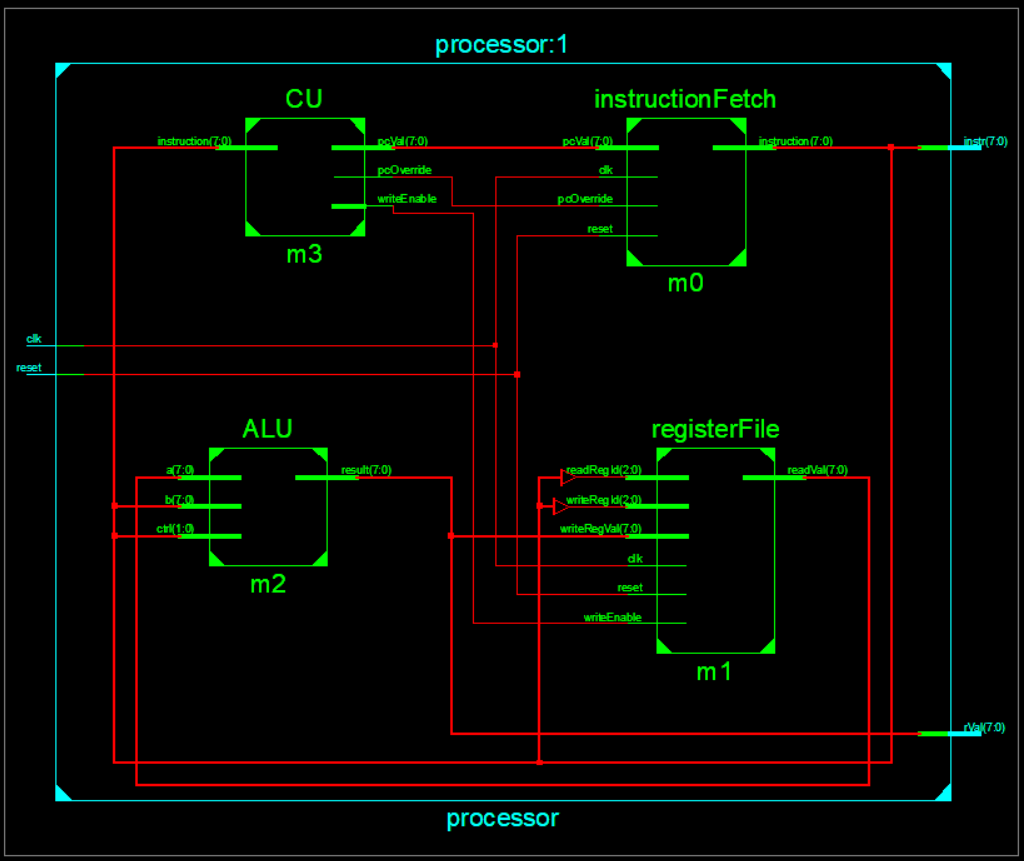 processor:1
CU
instruction(7:0)
pcVal(7:0)
pcOverride
writeEnable
m3
instructionFetch
pcVal(7:0)
clk
pcOverride
reset
instruction(7:0)
m0
instr(7:0)
clk
reset
ALU
a(7:0)
b(7:0)
ctrl(1:0)
result(7:0)
m2
registerFile
readRegId(2:0)
writeRegId(2:0)
writeRegVal(7:0)
clk
reset
writeEnable
readVal(7:0)
m1
rVal(7:0)
processor